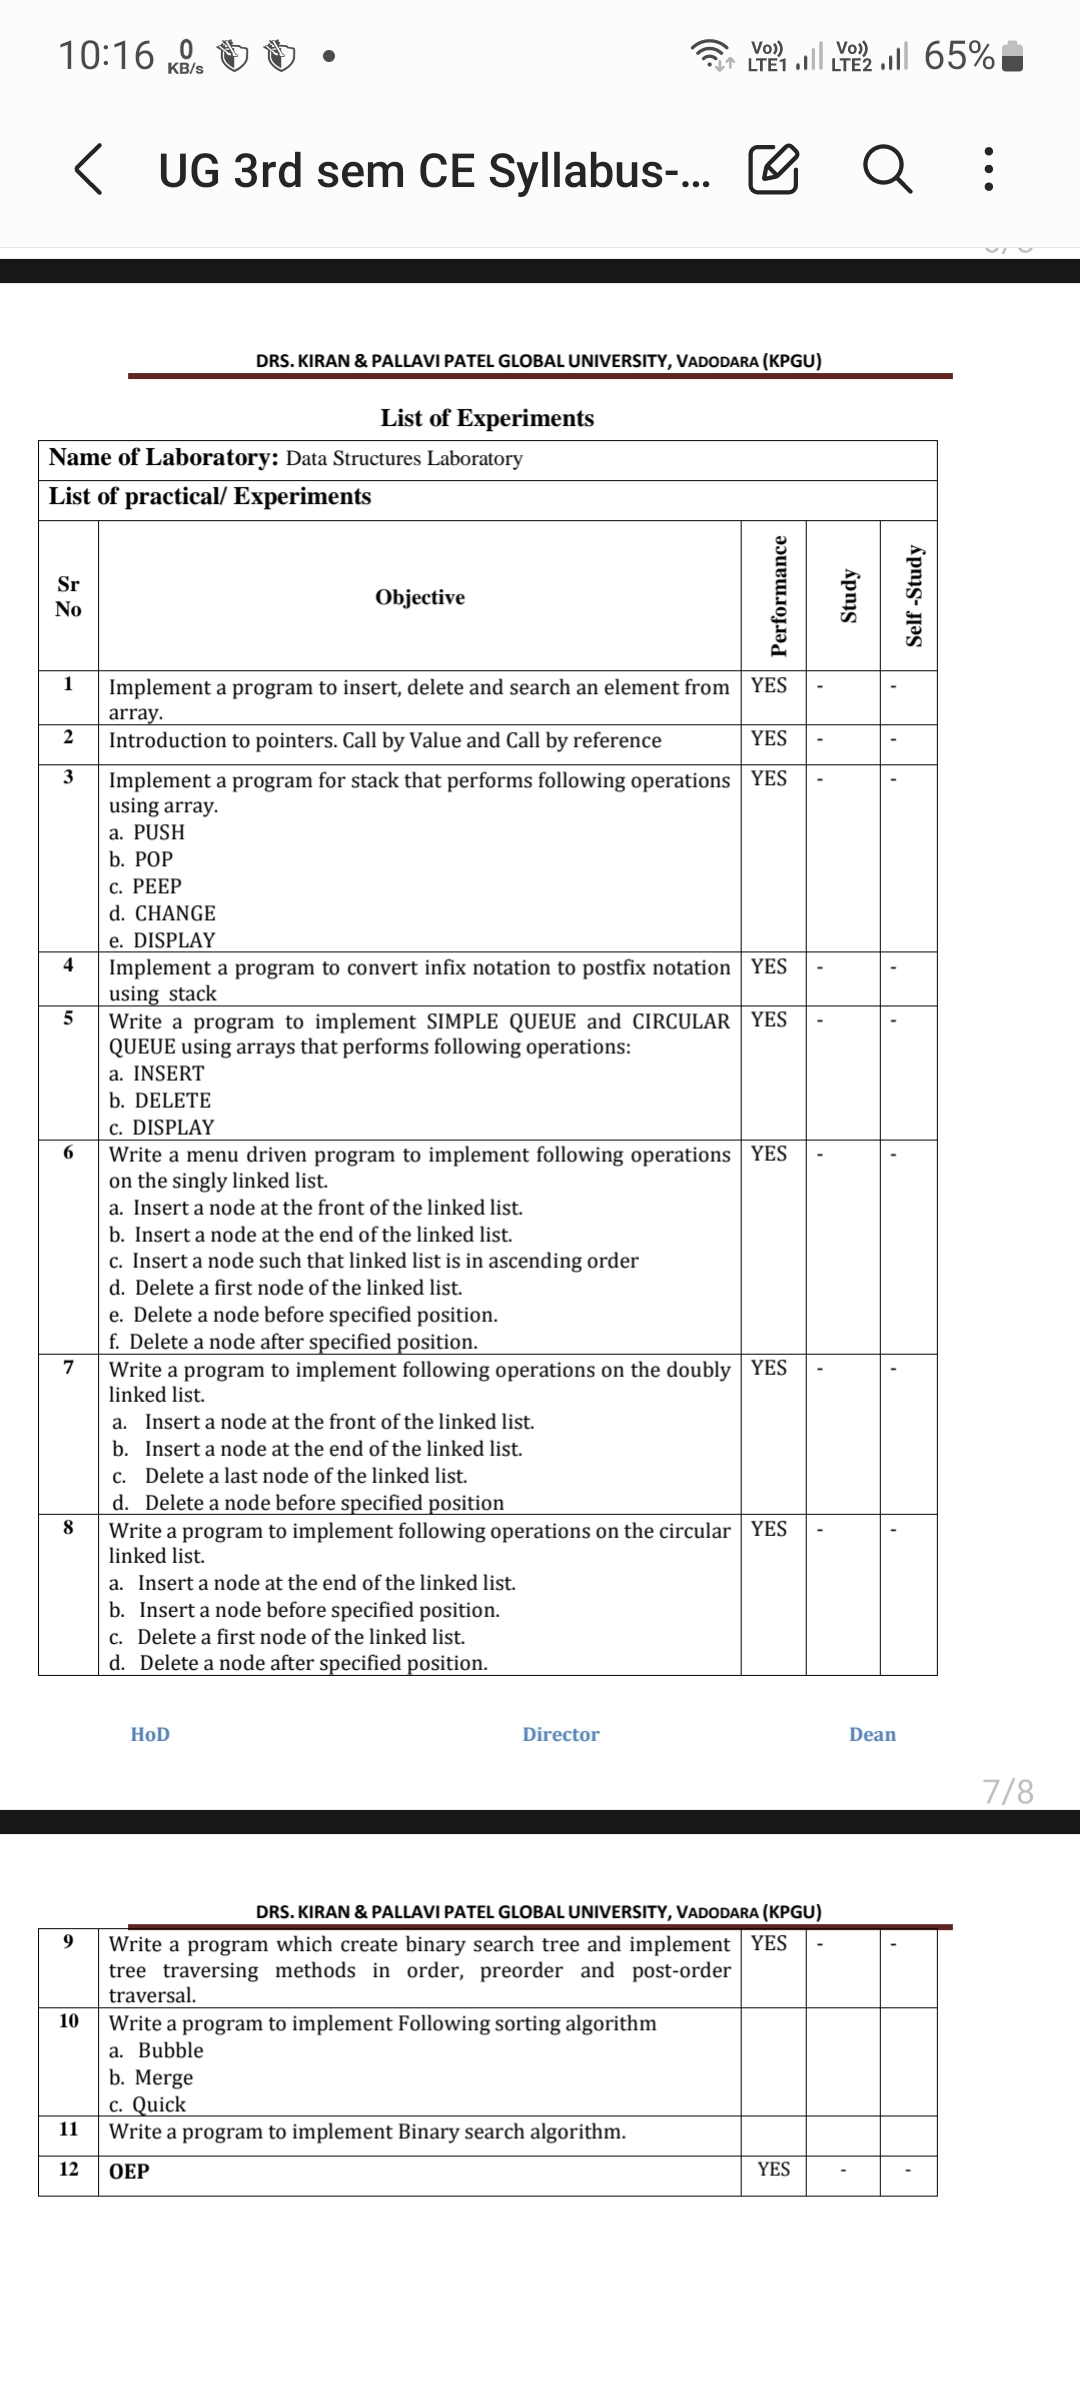 10:16 0 KB/s Vo)) LTE1 Vo)) LTE2 65%
UG 3rd sem CE Syllabus-...
DRS. KIRAN & PALLAVI PATEL GLOBAL UNIVERSITY, VADODARA (KPGU)
List of Experiments
Name of Laboratory: Data Structures Laboratory
List of practical/ Experiments
Sr No Objective Performance Study Self -Study
1 Implement a program to insert, delete and search an element from YES - -
array.
2 Introduction to pointers. Call by Value and Call by reference YES - -
3 Implement a program for stack that performs following operations YES - -
using array.
a. PUSH
b. POP
c. PEEP
d. CHANGE
e. DISPLAY
4 Implement a program to convert infix notation to postfix notation YES - -
using stack
5 Write a program to implement SIMPLE QUEUE and CIRCULAR YES - -
QUEUE using arrays that performs following operations:
a. INSERT
b. DELETE
c. DISPLAY
6 Write a menu driven program to implement following operations YES - -
on the singly linked list.
a. Insert a node at the front of the linked list.
b. Insert a node at the end of the linked list.
c. Insert a node such that linked list is in ascending order
d. Delete a first node of the linked list.
e. Delete a node before specified position.
f. Delete a node after specified position.
7 Write a program to implement following operations on the doubly YES - -
linked list.
a. Insert a node at the front of the linked list.
b. Insert a node at the end of the linked list.
c. Delete a last node of the linked list.
d. Delete a node before specified position
8 Write a program to implement following operations on the circular YES - -
linked list.
a. Insert a node at the end of the linked list.
b. Insert a node before specified position.
c. Delete a first node of the linked list.
d. Delete a node after specified position.
HoD Director Dean
7/8
DRS. KIRAN & PALLAVI PATEL GLOBAL UNIVERSITY, VADODARA (KPGU)
9 Write a program which create binary search tree and implement YES - -
tree traversing methods in order, preorder and post-order
traversal.
10 Write a program to implement Following sorting algorithm
a. Bubble
b. Merge
c. Quick
11 Write a program to implement Binary search algorithm.
12 OEP YES - -